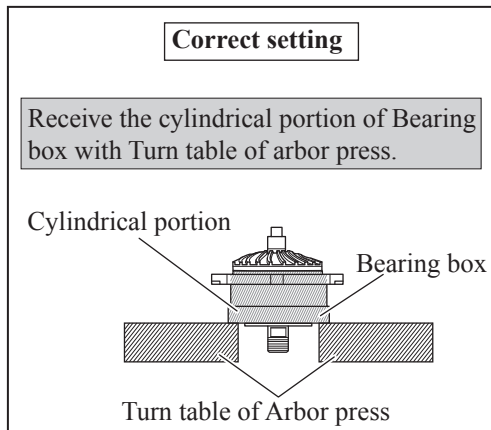 Correct setting
Receive the cylindrical portion of Bearing
box with Turn table of arbor press.
Cylindrical portion
Bearing box
Turn table of Arbor press